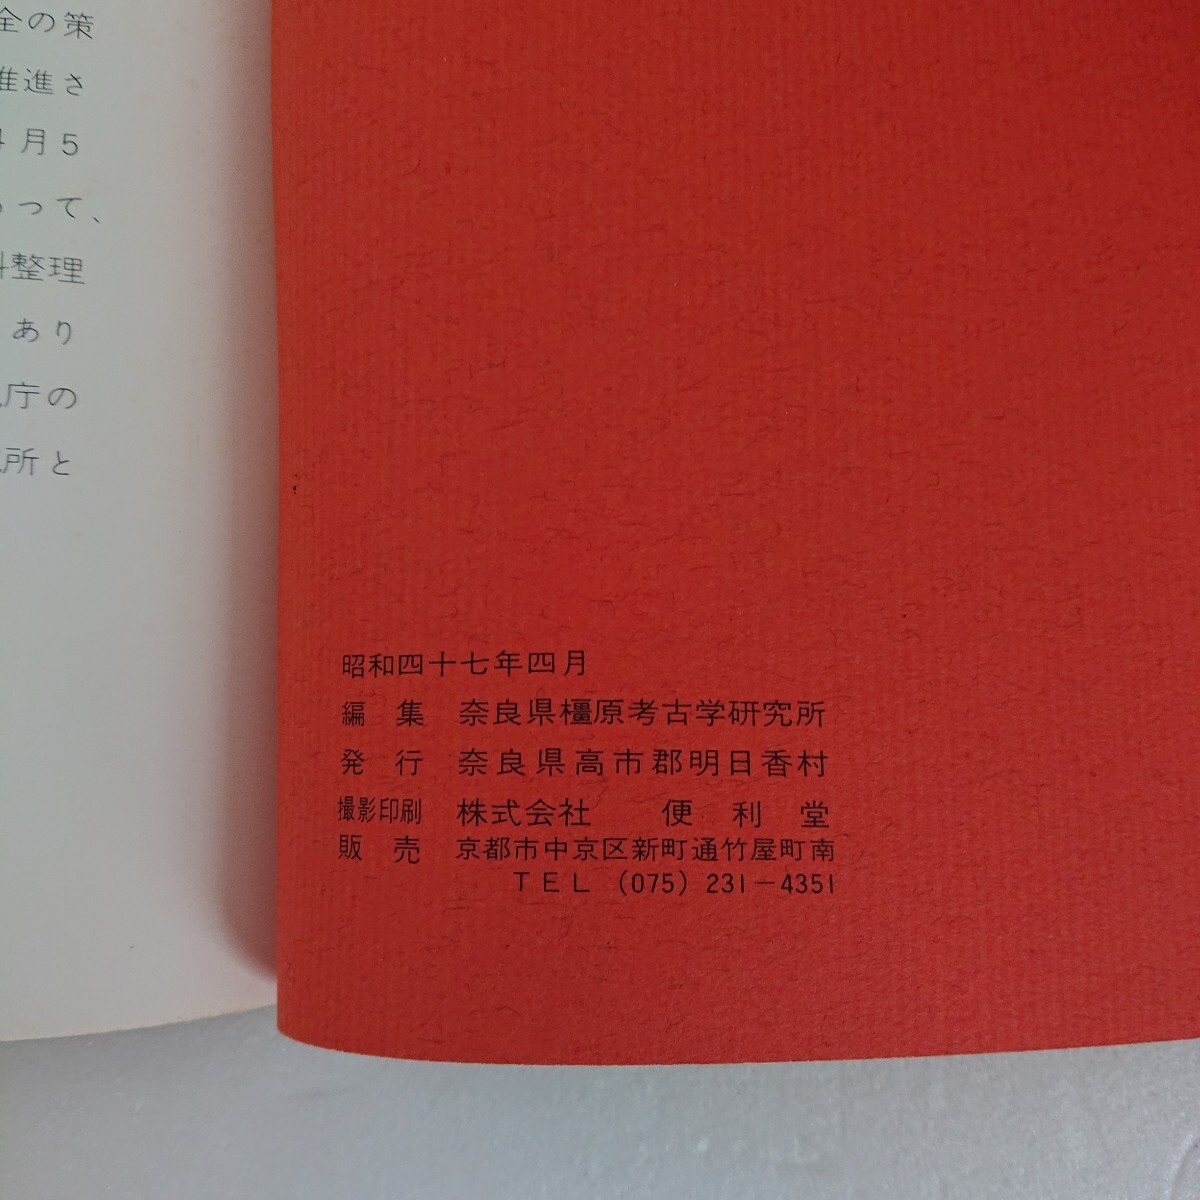 全の策
推進さ
4月5
って、
整理
あり
庁の
所と
昭和四十七年四月
編集 奈良県橿原考古学研究所
発行 奈良県高市郡明日香村
撮影印刷 株式会社 便利堂
販売 京都市中京区新町通竹屋町南
TEL (075) 231-4351